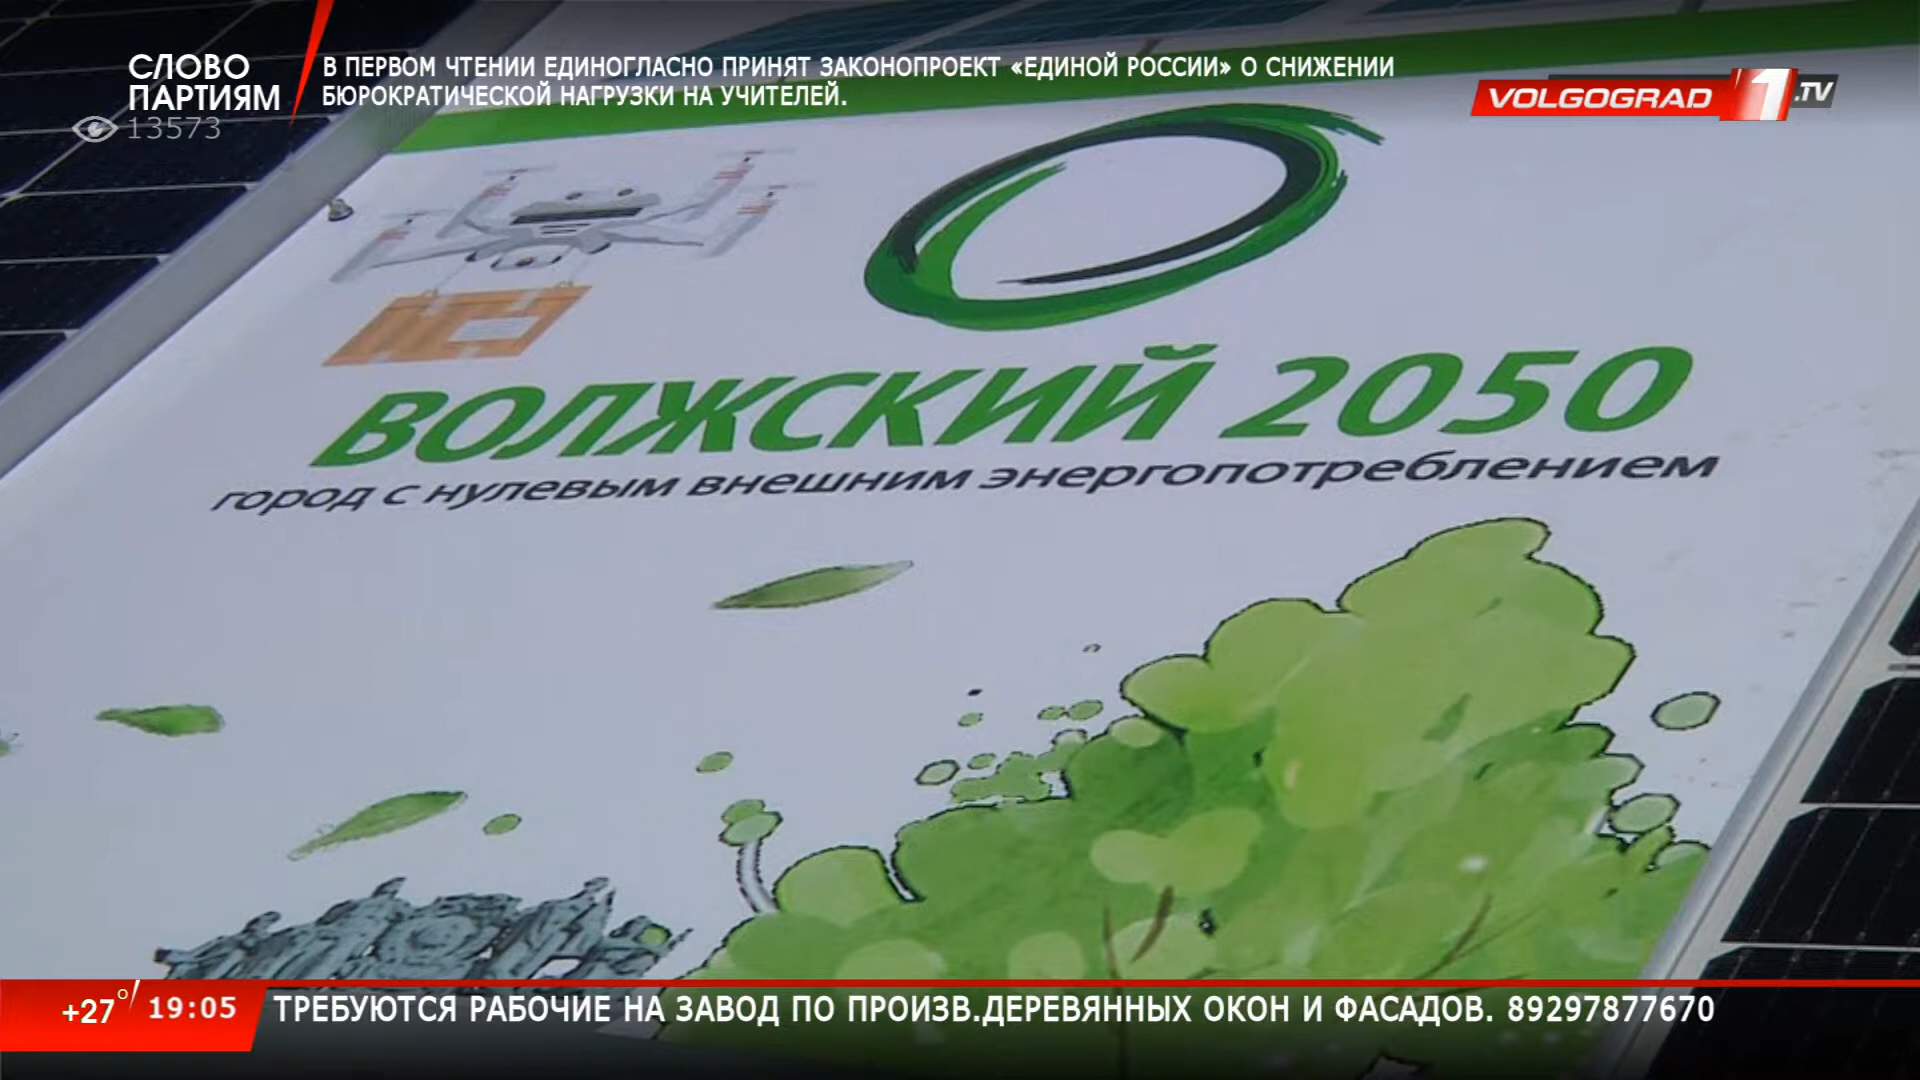 СЛОВО
ПАРТИЯМ
13573
В ПЕРВОМ ЧТЕНИИ ЕДИНОГЛАСНО ПРИНЯТ ЗАКОНОПРОЕКТ «ЕДИНОЙ РОССИИ» О СНИЖЕНИИ
БЮРОКРАТИЧЕСКОЙ НАГРУЗКИ НА УЧИТЕЛЕЙ.
VOLGOGRAD 1.TV
ВОЛЖСКИЙ 2050
город с нулевым внешним энергопотреблением
+27° 19:05 ТРЕБУЮТСЯ РАБОЧИЕ НА ЗАВОД ПО ПРОИЗВ.ДЕРЕВЯННЫХ ОКОН И ФАСАДОВ. 89297877670